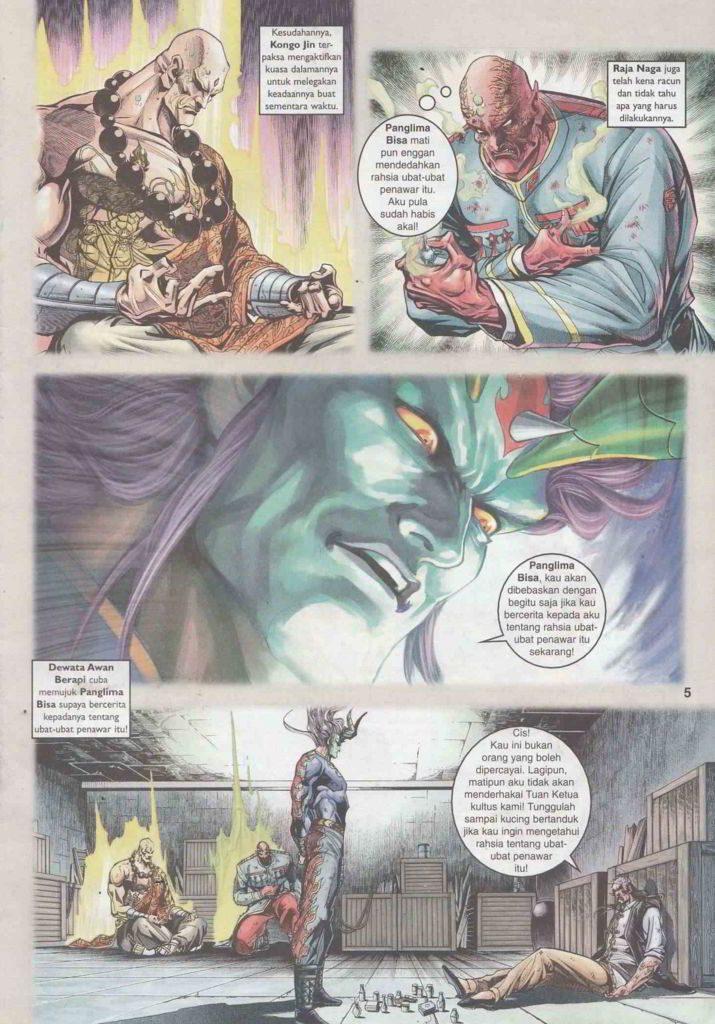 Kesudahannya,
Kongo Jin ter-
paksa mengaktifkan
kuasa dalamannya
untuk melegakan
keadaannya buat
sementara waktu.
Raja Naga juga
telah kena racun
dan tidak tahu
apa yang harus
dilakukannya.
Panglima
Bisa mati
pun enggan
mendedahkan
rahsia ubat-ubat
penawar itu.
Aku pula
sudah habis
akal!
Panglima
Bisa, kau akan
dibebaskan dengan
begitu saja jika kau
bercerita kepada aku
tentang rahsia ubat-
ubat penawar itu
sekarang!
Dewata Awan
Berapi cuba
memujuk Panglima
Bisa supaya bercerita
kepadanya tentang
ubat-ubat penawar itu!
5
Cis!
Kau ini bukan
orang yang boleh
dipercayai. Lagipun,
matipun aku tidak akan
menderhakai Tuan Ketua
kultus kami! Tunggulah
sampai kucing bertanduk
jika kau ingin mengetahui
rahsia tentang ubat-
ubat penawar
itu!